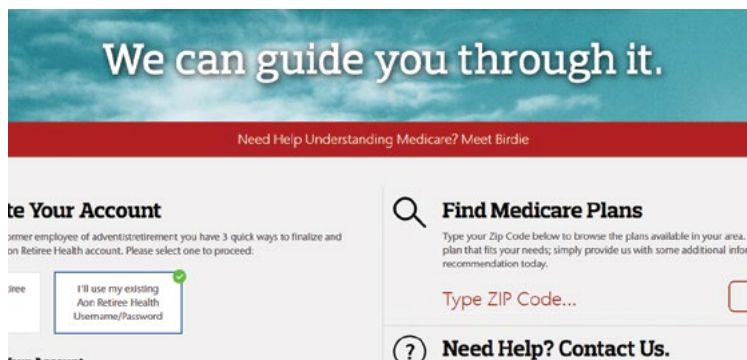 We can guide you through it.
Need Help Understanding Medicare? Meet Birdie
te Your Account
ormer employee of adventistretirement you have 3 quick ways to finalize and
on Retiree Health account. Please select one to proceed:
iree
I'll use my existing
Aon Retiree Health
Username/Password
Find Medicare Plans
Type your Zip Code below to browse the plans available in your area.
plan that fits your needs; simply provide us with some additional infor
recommendation today.
Type ZIP Code...
Need Help? Contact Us.